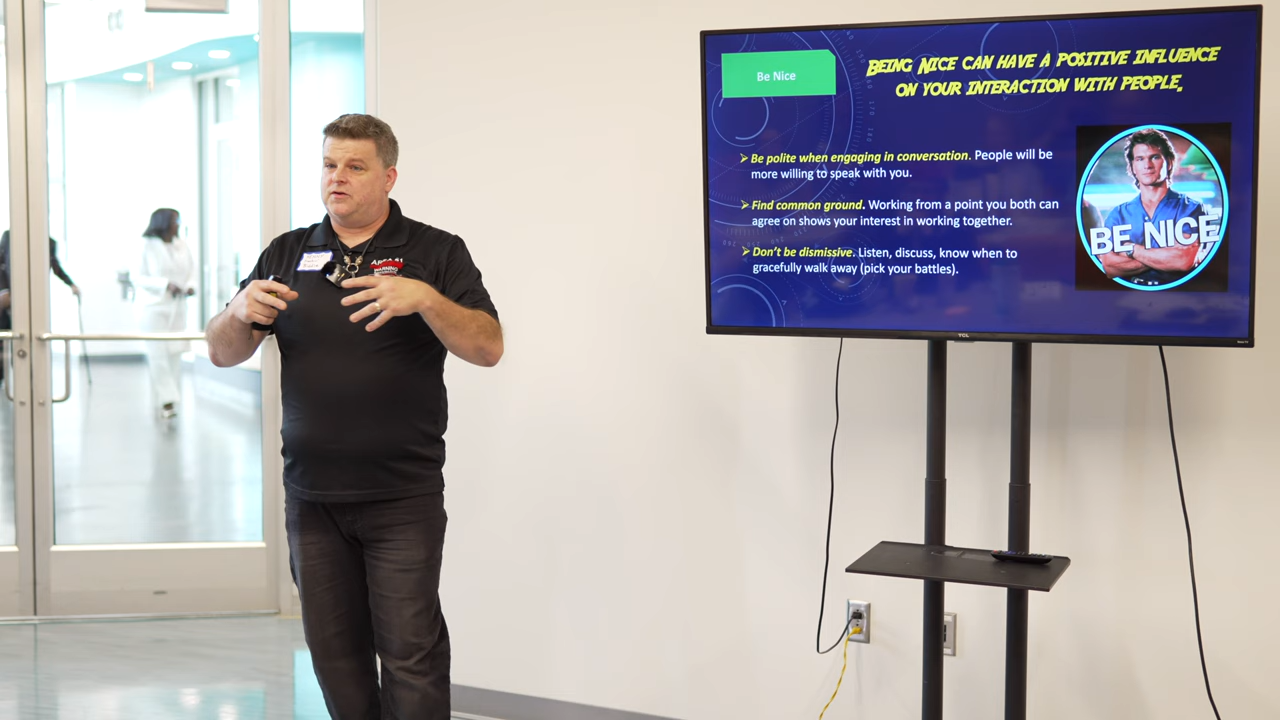 Be Nice
BEING NICE CAN HAVE A POSITIVE INFLUENCE
ON YOUR INTERACTION WITH PEOPLE.
Be polite when engaging in conversation. People will be
more willing to speak with you.
Find common ground. Working from a point you both can
agree on shows your interest in working together.
Don't be dismissive. Listen, discuss, know when to
gracefully walk away (pick your battles).
BE NICE
TCL
WARNING